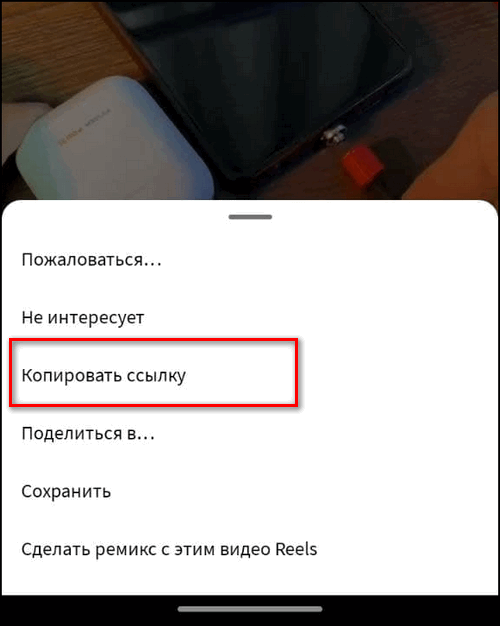 Пожаловаться...
Не интересует
Копировать ссылку
Поделиться в...
Сохранить
Сделать ремикс с этим видео Reels